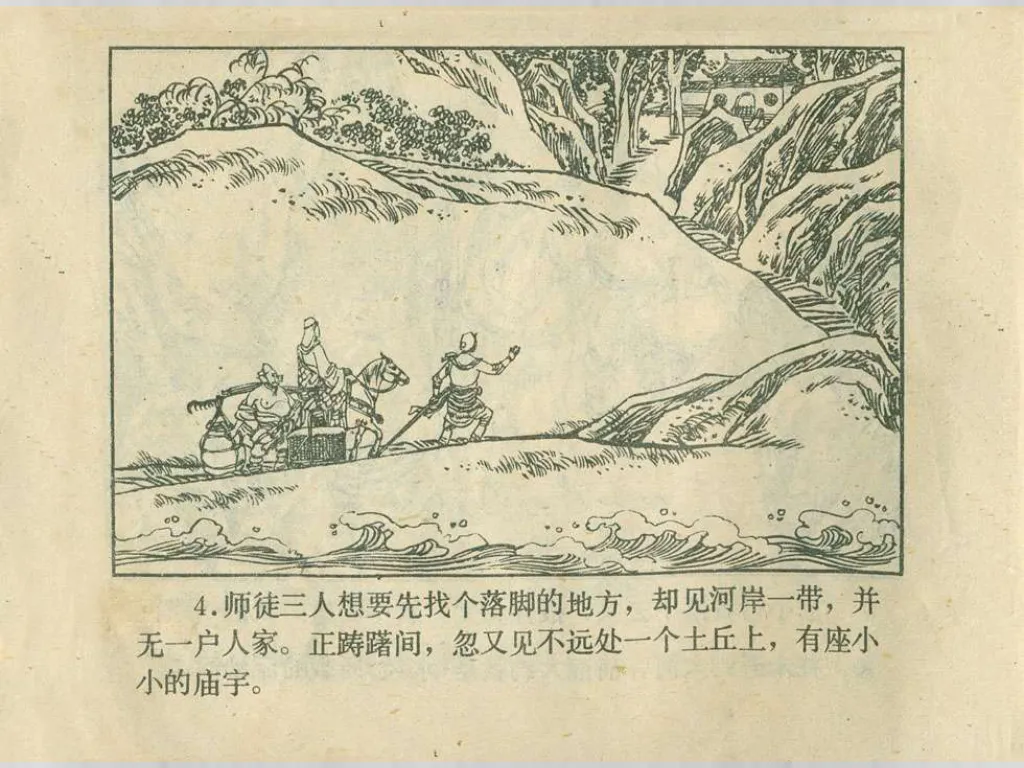 4.师徒三人想要先找个落脚的地方，却见河岸一带，并
无一户人家。正踌躇间，忽又见不远处一个土丘上，有座小
小的庙宇。